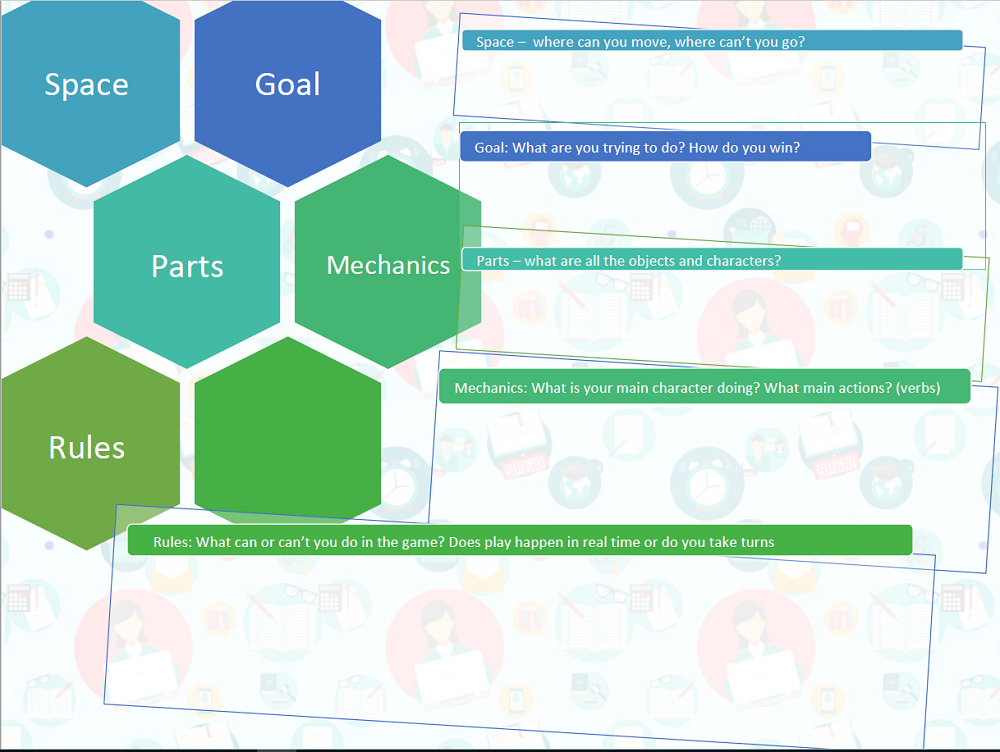 Space
Goal
Parts
Mechanics
Rules
Space – where can you move, where can't you go?
Goal: What are you trying to do? How do you win?
Parts – what are all the objects and characters?
Mechanics: What is your main character doing? What main actions? (verbs)
Rules: What can or can't you do in the game? Does play happen in real time or do you take turns